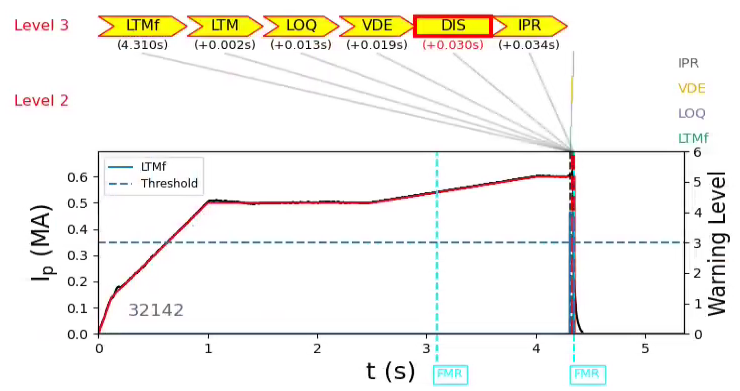 Level 3
LTMf LTM LOQ VDE DIS IPR
(4.310s) (+0.002s) (+0.013s) (+0.019s) (+0.030s) (+0.034s)
Level 2
IPR
VDE
LOQ
LTMf
LTMf
Threshold
0.6
0.5
0.4
0.3
0.2
0.1
0.0
Ip (MA)
6
5
4
3
2
1
0
Warning Level
32142
0 1 2 3 4 5
t (s)
FMR FMR